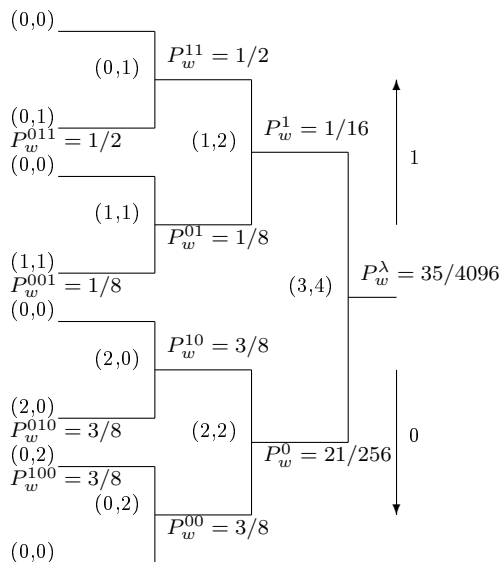 (0,0)
(0,1)
P_w^{11} = 1/2
(0,1)
P_w^{011} = 1/2
(1,2)
P_w^1 = 1/16
1
(0,0)
(1,1)
P_w^{01} = 1/8
(1,1)
P_w^{001} = 1/8
(3,4)
P_w^λ = 35/4096
(0,0)
(2,0)
P_w^{10} = 3/8
(2,0)
P_w^{010} = 3/8
(2,2)
P_w^0 = 21/256
0
(0,2)
P_w^{100} = 3/8
(0,2)
P_w^{00} = 3/8
(0,0)